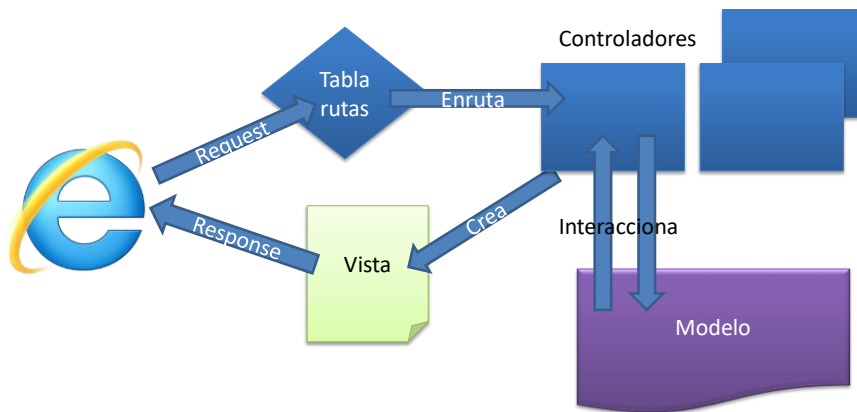 Controladores
Tabla
rutas
Enruta
Request
Response
Crea
Interacciona
Vista
Modelo